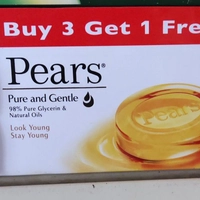 Buy 3 Get 1 Fre
Pears®
Pure and Gentle
98% Pure Glycerin &
Natural Oils
Look Young
Stay Young
Pears